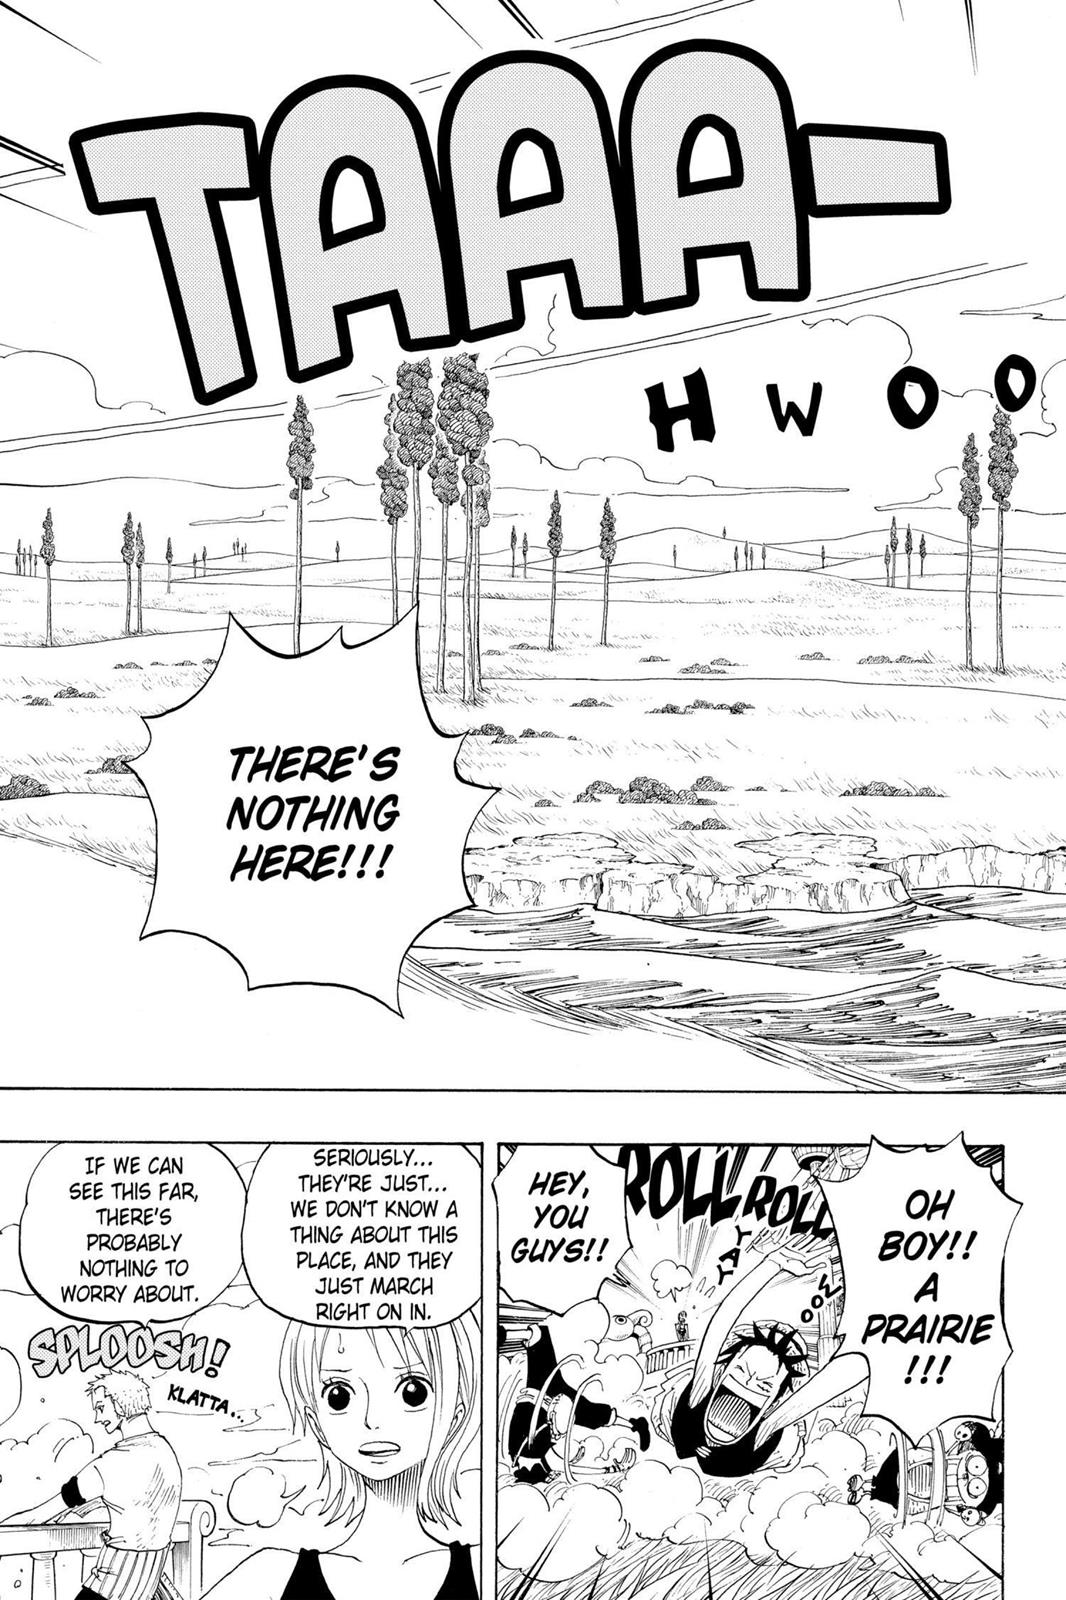 TAAA-
HWOO
THERE'S
NOTHING
HERE!!!
OH
BOY!!
A
PRAIRIE
!!!
ROLL ROLL
YAY
WOO
HEY,
YOU
GUYS!!
SERIOUSLY...
THEY'RE JUST...
WE DON'T KNOW A
THING ABOUT THIS
PLACE, AND THEY
JUST MARCH
RIGHT ON IN.
IF WE CAN
SEE THIS FAR,
THERE'S
PROBABLY
NOTHING TO
WORRY ABOUT.
SPLOOSH!
KLATTA...